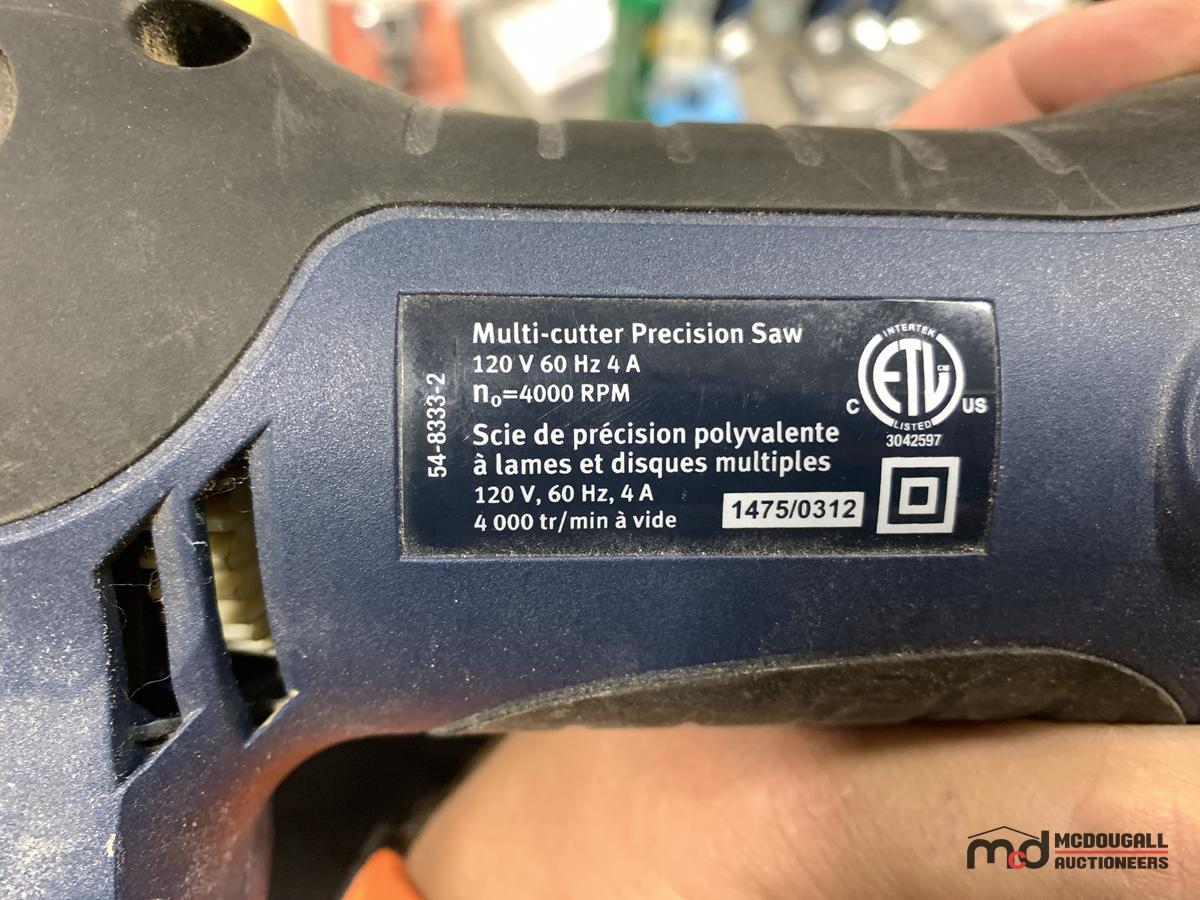 Multi-cutter Precision Saw
120 V 60 Hz 4 A
n₀=4000 RPM
54-8333-2
Scie de précision polyvalente
à lames et disques multiples
120 V, 60 Hz, 4 A
4 000 tr/min à vide
1475/0312
INTERTEK
ETL CM
C US
LISTED
3042597
mcd MCDOUGALL
AUCTIONEERS